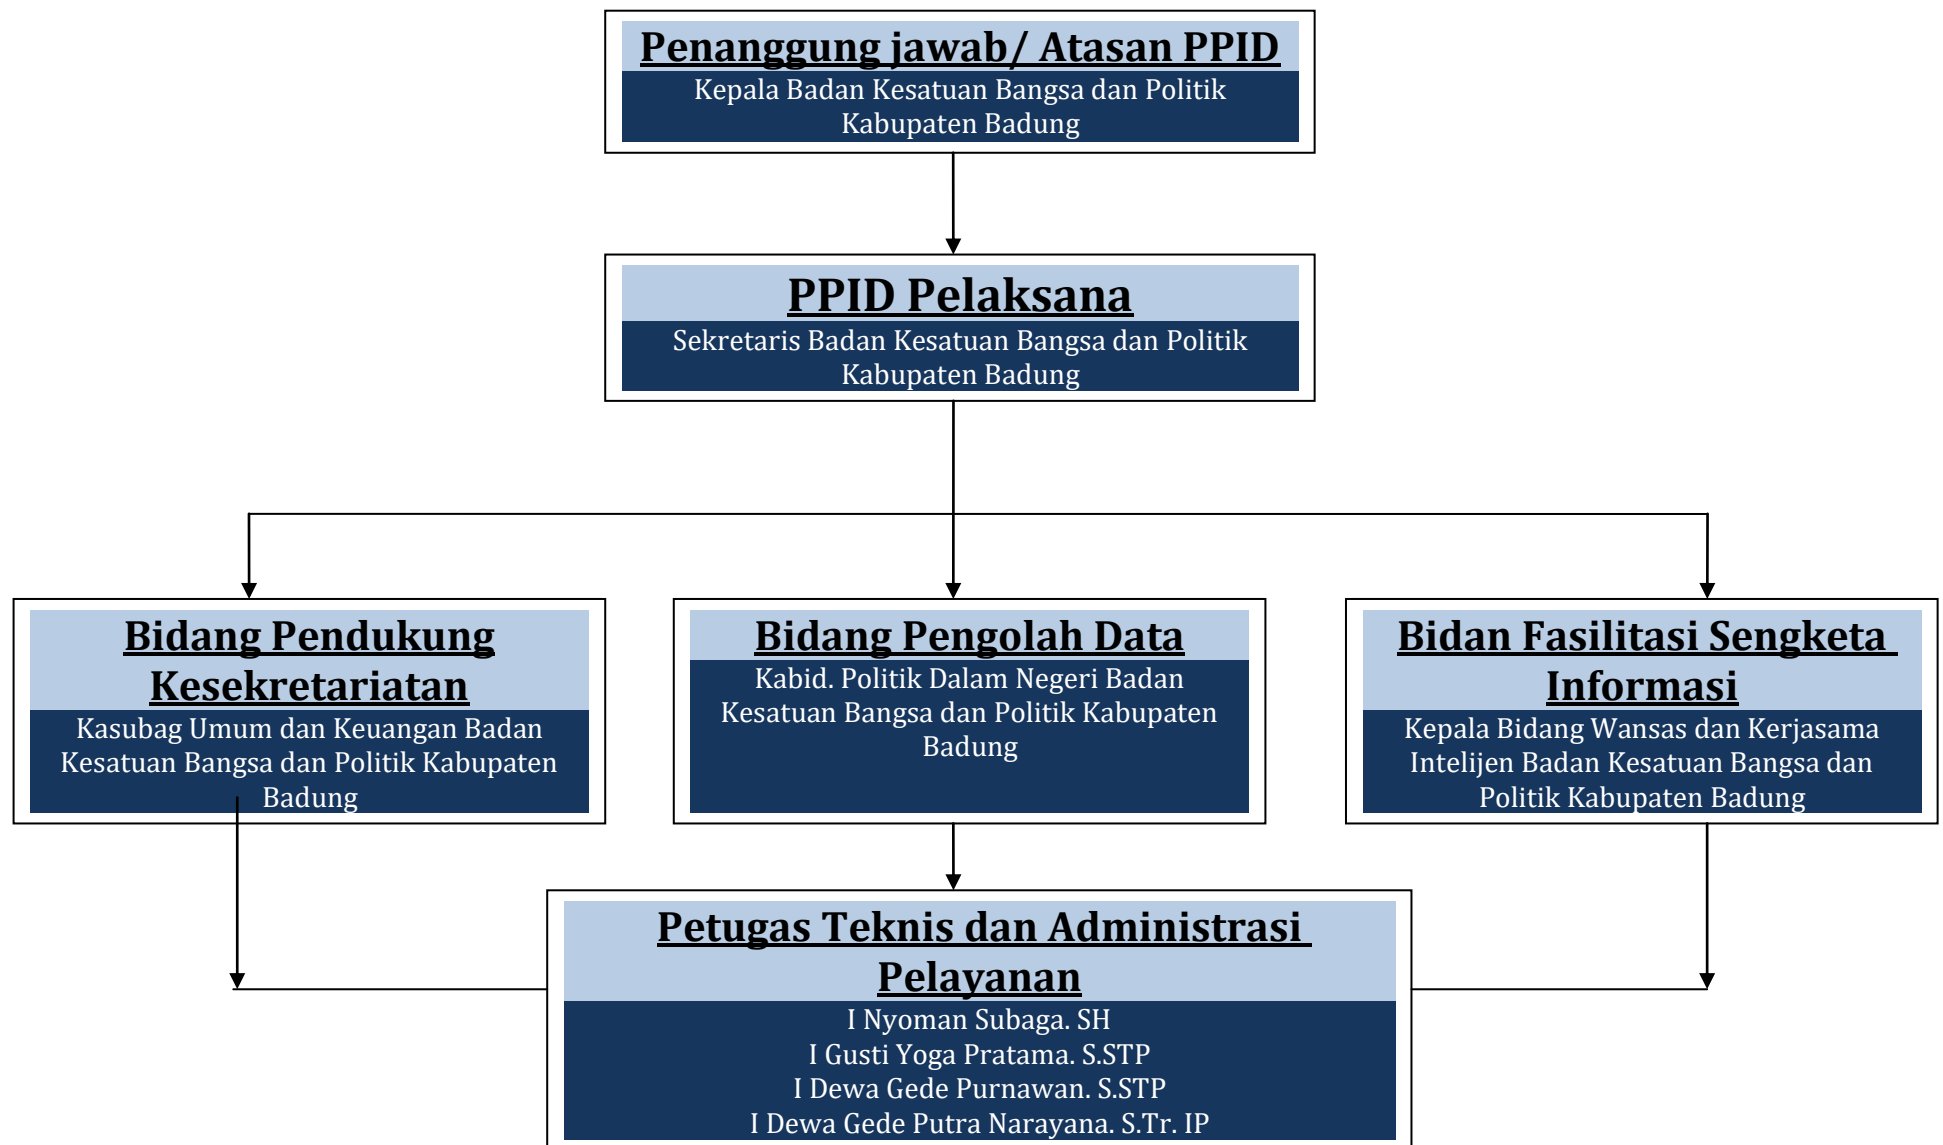 Penanggung jawab/ Atasan PPID
Kepala Badan Kesatuan Bangsa dan Politik
Kabupaten Badung
PPID Pelaksana
Sekretaris Badan Kesatuan Bangsa dan Politik
Kabupaten Badung
Bidang Pendukung
Kesekretariatan
Kasubag Umum dan Keuangan Badan
Kesatuan Bangsa dan Politik Kabupaten
Badung
Bidang Pengolah Data
Kabid. Politik Dalam Negeri Badan
Kesatuan Bangsa dan Politik Kabupaten
Badung
Bidan Fasilitasi Sengketa
Informasi
Kepala Bidang Wansas dan Kerjasama
Intelijen Badan Kesatuan Bangsa dan
Politik Kabupaten Badung
Petugas Teknis dan Administrasi
Pelayanan
I Nyoman Subaga. SH
I Gusti Yoga Pratama. S.STP
I Dewa Gede Purnawan. S.STP
I Dewa Gede Putra Narayana. S.Tr. IP